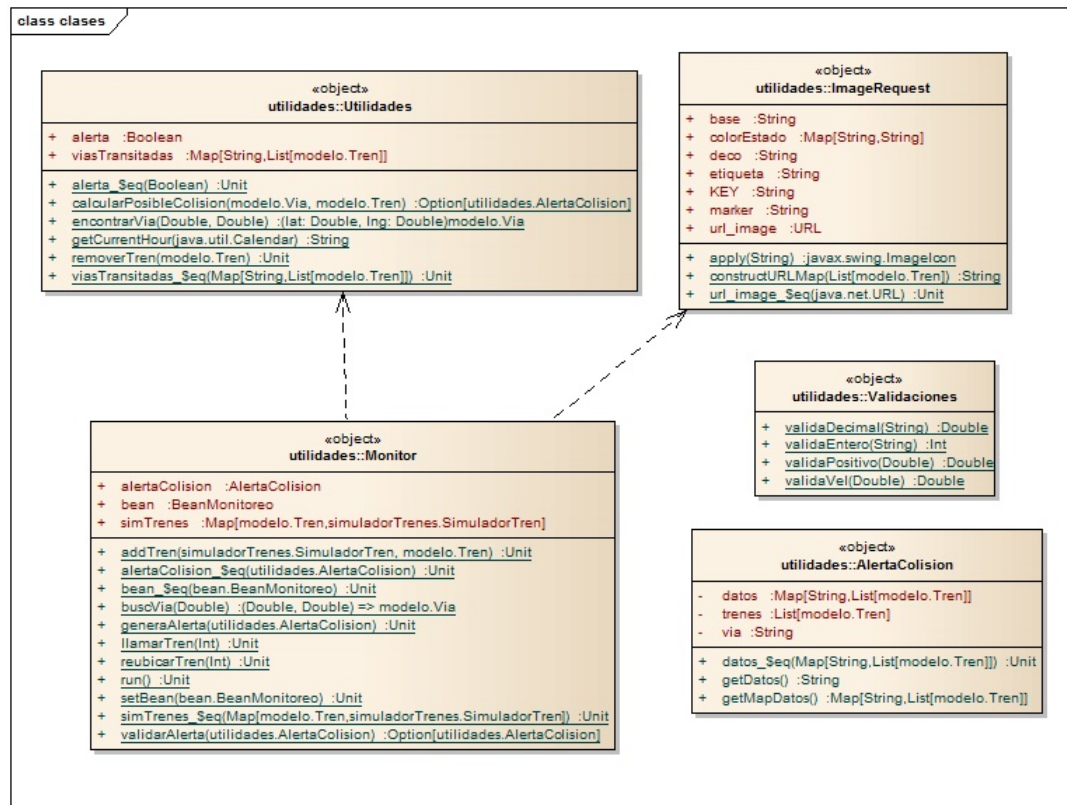 class clases
«object»
utilidades::Utilidades
+ alerta :Boolean
+ viasTransitadas :Map[String,List[modelo.Tren]]
+ alerta_$eq(Boolean) :Unit
+ calcularPosibleColision(modelo.Via, modelo.Tren) :Option[utilidades.AlertaColision]
+ encontrarVia(Double, Double) :(lat: Double, lng: Double)modelo.Via
+ getCurrentHour(java.util.Calendar) :String
+ removerTren(modelo.Tren) :Unit
+ viasTransitadas_$eq(Map[String,List[modelo.Tren]]) :Unit
«object»
utilidades::ImageRequest
+ base :String
+ colorEstado :Map[String,String]
+ deco :String
+ etiqueta :String
+ KEY :String
+ marker :String
+ url_image :URL
+ apply(String) :javax.swing.ImageIcon
+ constructURLMap(List[modelo.Tren]) :String
+ url_image_$eq(java.net.URL) :Unit
«object»
utilidades::Validaciones
+ validaDecimal(String) :Double
+ validaEntero(String) :Int
+ validaPositivo(Double) :Double
+ validaVel(Double) :Double
«object»
utilidades::Monitor
+ alertaColision :AlertaColision
+ bean :BeanMonitoreo
+ simTrenes :Map[modelo.Tren,simuladorTrenes.SimuladorTren]
+ addTren(simuladorTrenes.SimuladorTren, modelo.Tren) :Unit
+ alertaColision_$eq(utilidades.AlertaColision) :Unit
+ bean_$eq(bean.BeanMonitoreo) :Unit
+ buscVia(Double) :(Double, Double) => modelo.Via
+ generaAlerta(utilidades.AlertaColision) :Unit
+ llamarTren(Int) :Unit
+ reubicarTren(Int) :Unit
+ run() :Unit
+ setBean(bean.BeanMonitoreo) :Unit
+ simTrenes_$eq(Map[modelo.Tren,simuladorTrenes.SimuladorTren]) :Unit
+ validarAlerta(utilidades.AlertaColision) :Option[utilidades.AlertaColision]
«object»
utilidades::AlertaColision
- datos :Map[String,List[modelo.Tren]]
- trenes :List[modelo.Tren]
- via :String
+ datos_$eq(Map[String,List[modelo.Tren]]) :Unit
+ getDatos() :String
+ getMapDatos() :Map[String,List[modelo.Tren]]